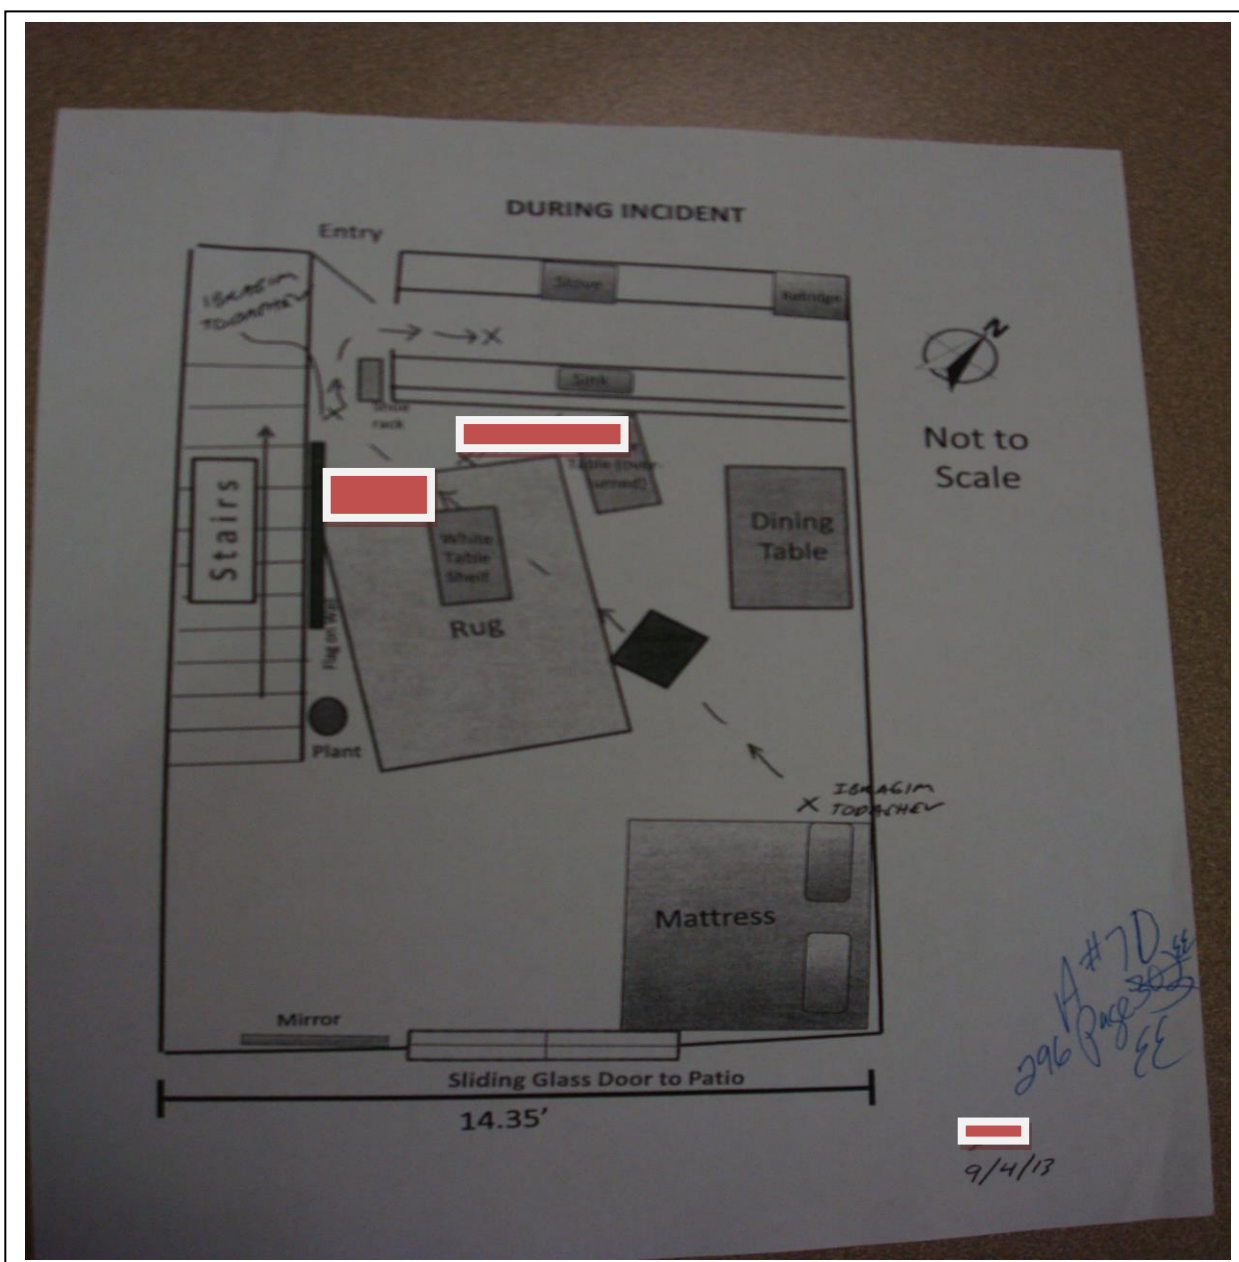 DURING INCIDENT
Entry
IBRAGIM
TODASHEV
Stove
Refridge
Sink
Shoe
rack
N
Not to
Scale
Table (over-
turned)
Dining
Table
Stairs
White
Table
Shelf
Rug
Flag on Wall
Plant
IBRAGIM
TODASHEV
Mattress
Mirror
Sliding Glass Door to Patio
14.35'
A#7D
296 page
EE
9/4/13